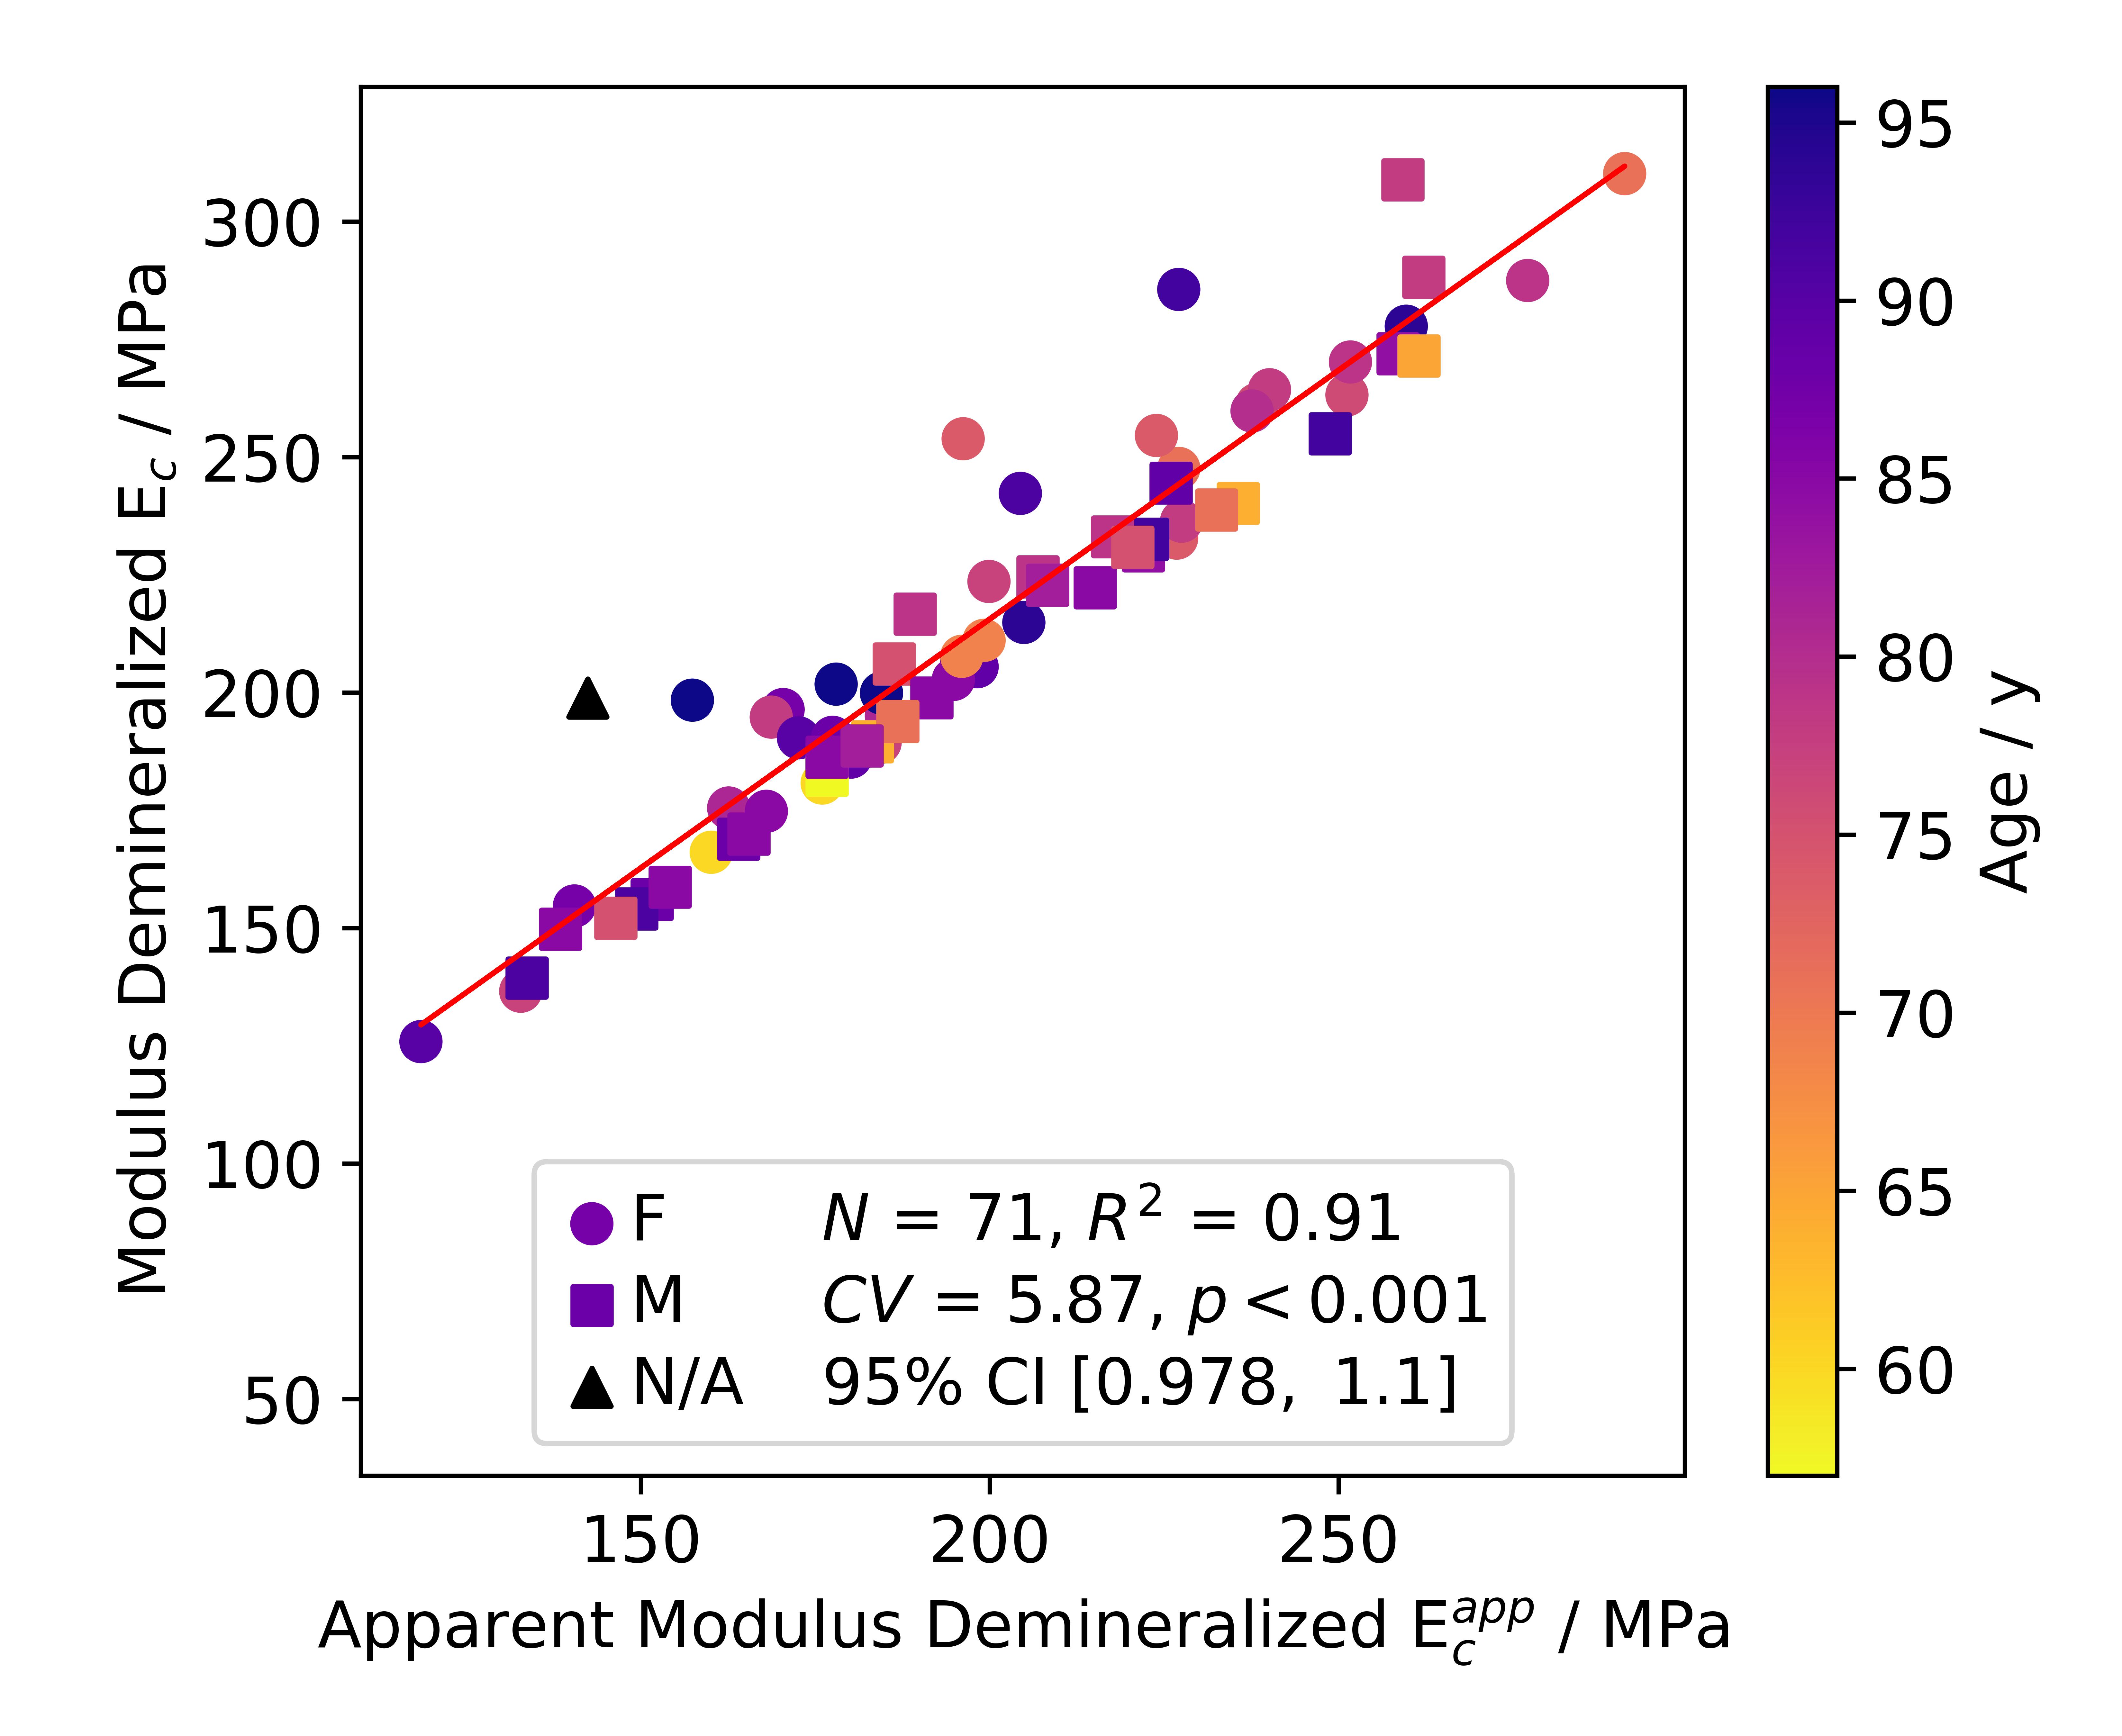 Modulus Demineralized E_c / MPa
300
250
200
150
100
50
F N = 71, R² = 0.91
M CV = 5.87, p < 0.001
N/A 95% CI [0.978, 1.1]
150 200 250
Apparent Modulus Demineralized E_c^app / MPa
95
90
85
80
75
70
65
60
Age / y